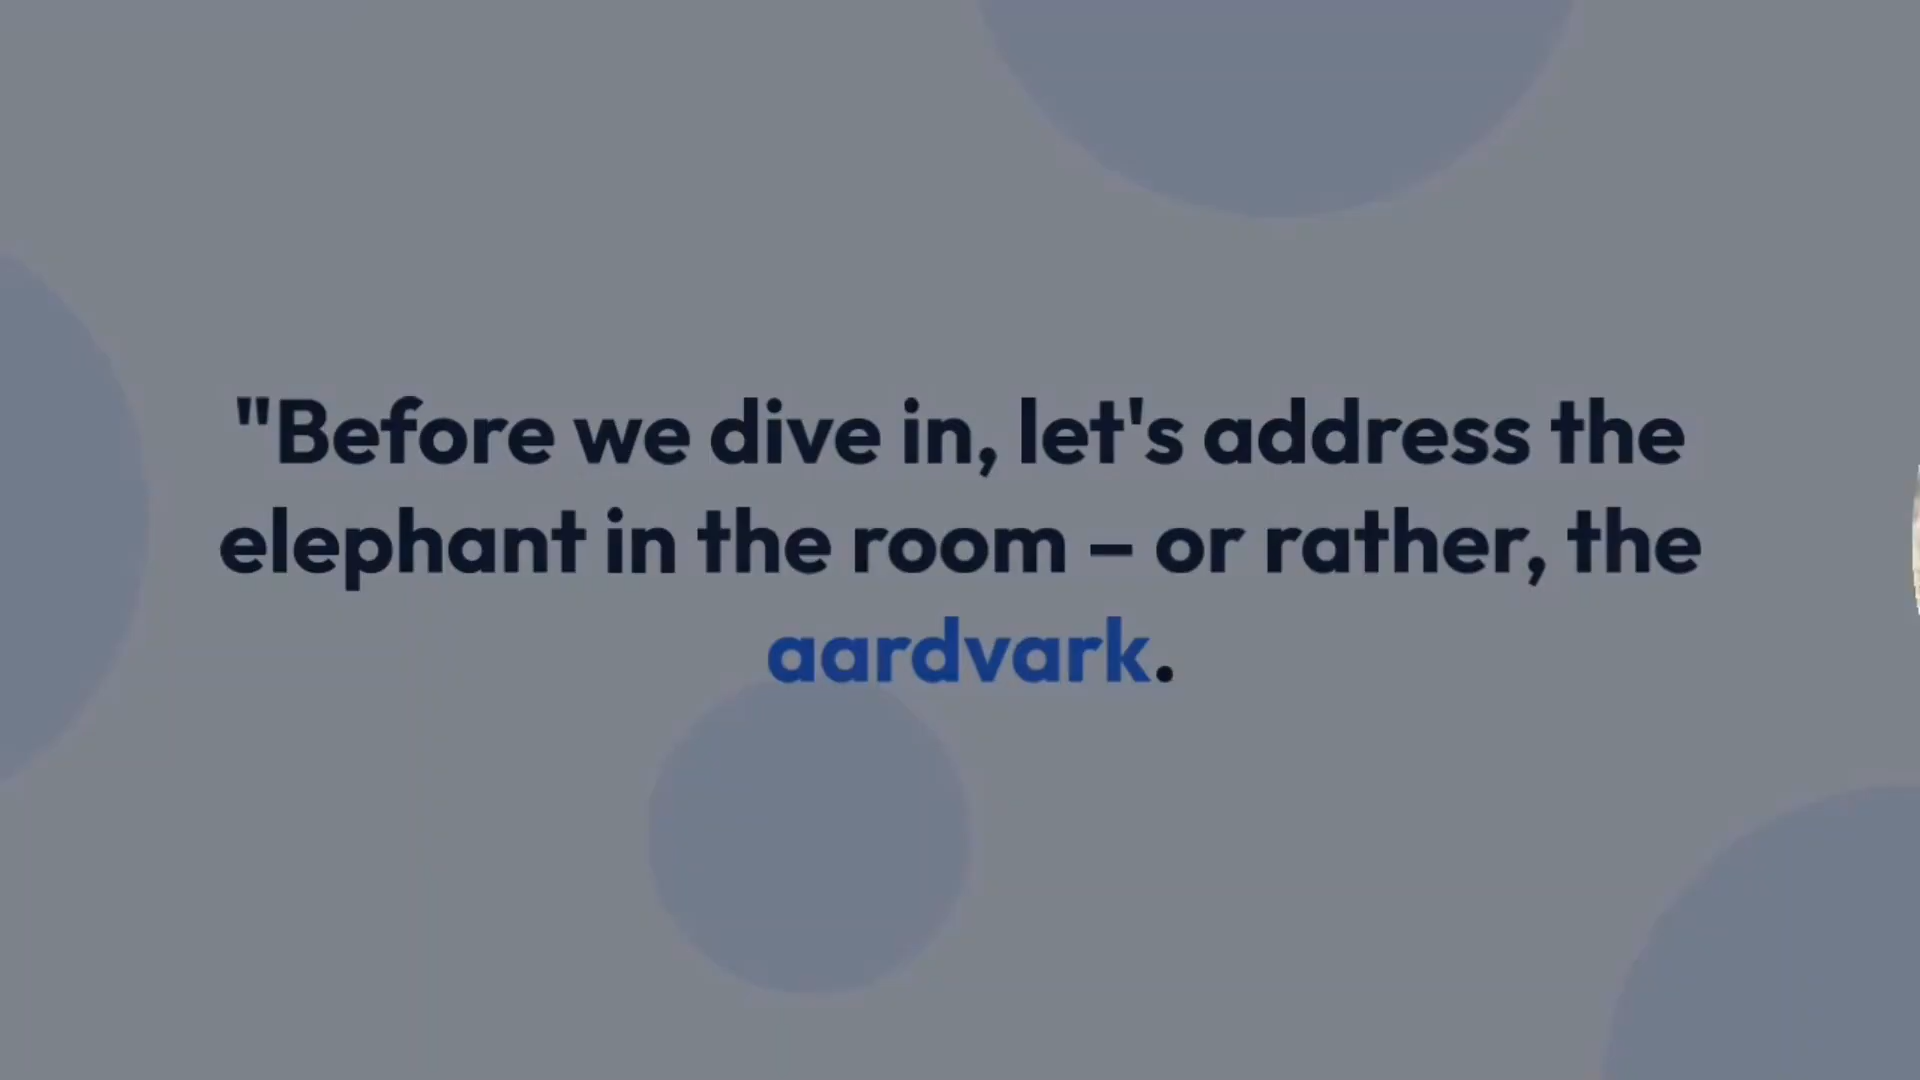 "Before we dive in, let's address the
elephant in the room – or rather, the
aardvark.